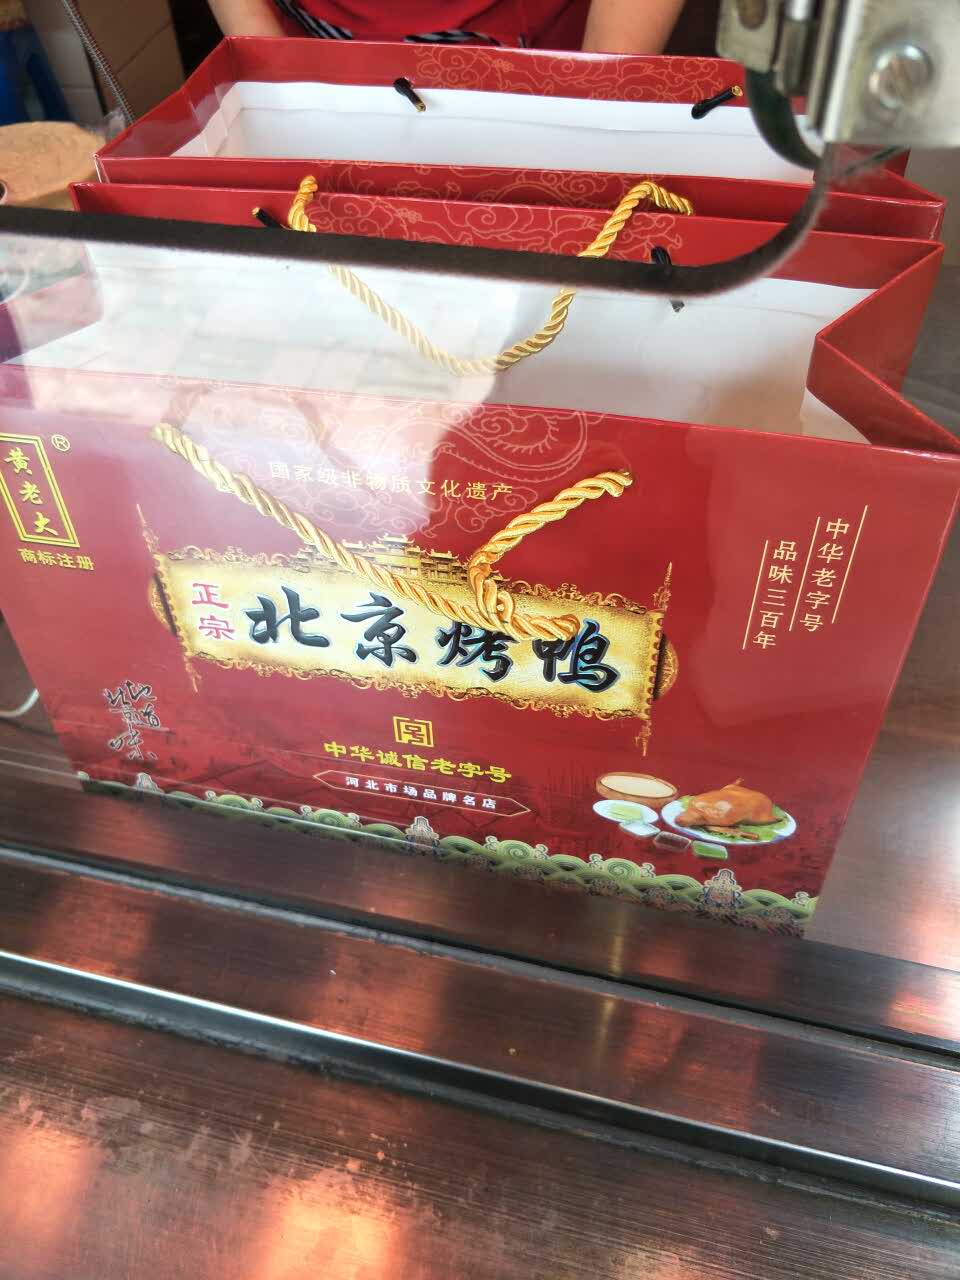 黄老大
®
商标注册
国家级非物质文化遗产
正宗
北京烤鸭
中华老字号
品味三百年
中华诚信老字号
河北市场品牌名店